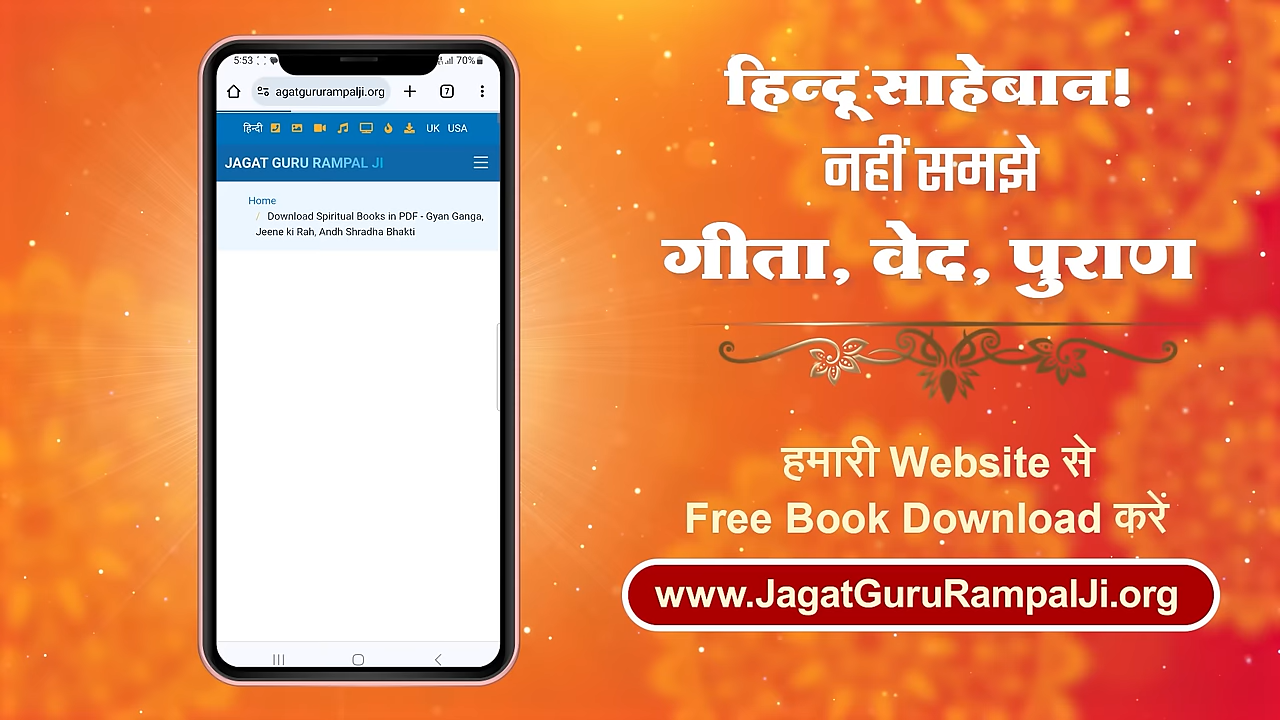 5:53
70%
agatgururampalji.org
7
हिन्दी
UK USA
JAGAT GURU RAMPAL JI
Home
/ Download Spiritual Books in PDF - Gyan Ganga,
Jeene ki Rah, Andh Shradha Bhakti
हिन्दू साहेबान!
नहीं समझे
गीता, वेद, पुराण
हमारी Website से
Free Book Download करें
www.JagatGuruRampalJi.org